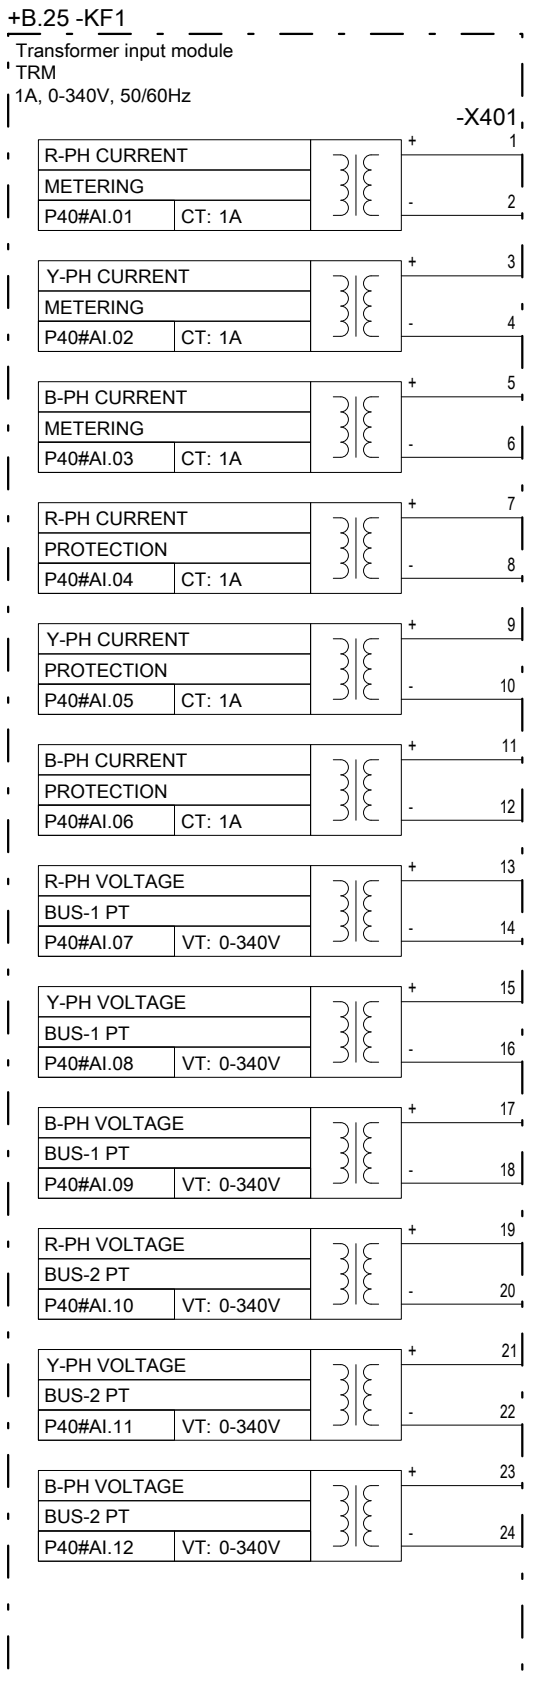 +B.25 -KF1
Transformer input module
TRM
1A, 0-340V, 50/60Hz
-X401
R-PH CURRENT + 1
METERING
P40#AI.01 CT: 1A - 2
Y-PH CURRENT + 3
METERING
P40#AI.02 CT: 1A - 4
B-PH CURRENT + 5
METERING
P40#AI.03 CT: 1A - 6
R-PH CURRENT + 7
PROTECTION
P40#AI.04 CT: 1A - 8
Y-PH CURRENT + 9
PROTECTION
P40#AI.05 CT: 1A - 10
B-PH CURRENT + 11
PROTECTION
P40#AI.06 CT: 1A - 12
R-PH VOLTAGE + 13
BUS-1 PT
P40#AI.07 VT: 0-340V - 14
Y-PH VOLTAGE + 15
BUS-1 PT
P40#AI.08 VT: 0-340V - 16
B-PH VOLTAGE + 17
BUS-1 PT
P40#AI.09 VT: 0-340V - 18
R-PH VOLTAGE + 19
BUS-2 PT
P40#AI.10 VT: 0-340V - 20
Y-PH VOLTAGE + 21
BUS-2 PT
P40#AI.11 VT: 0-340V - 22
B-PH VOLTAGE + 23
BUS-2 PT
P40#AI.12 VT: 0-340V - 24